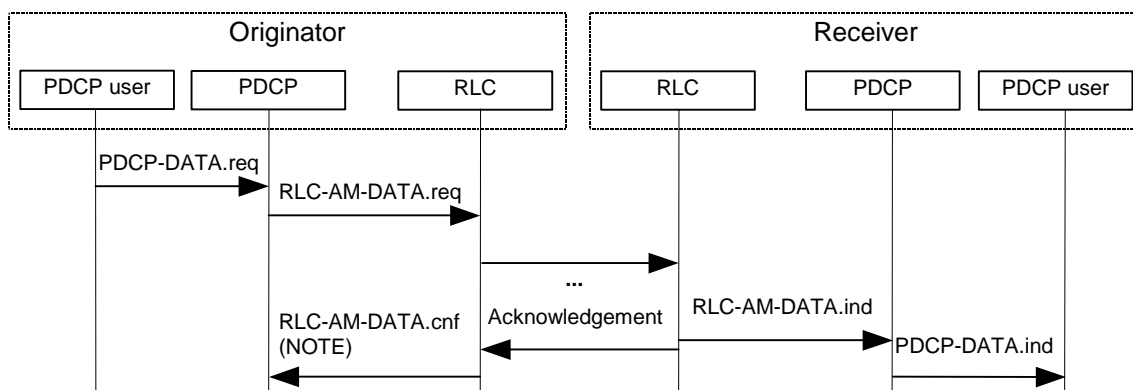 Originator
Receiver
PDCP user
PDCP
RLC
RLC
PDCP
PDCP user
PDCP-DATA.req
RLC-AM-DATA.req
...
RLC-AM-DATA.cnf
(NOTE)
Acknowledgement
RLC-AM-DATA.ind
PDCP-DATA.ind